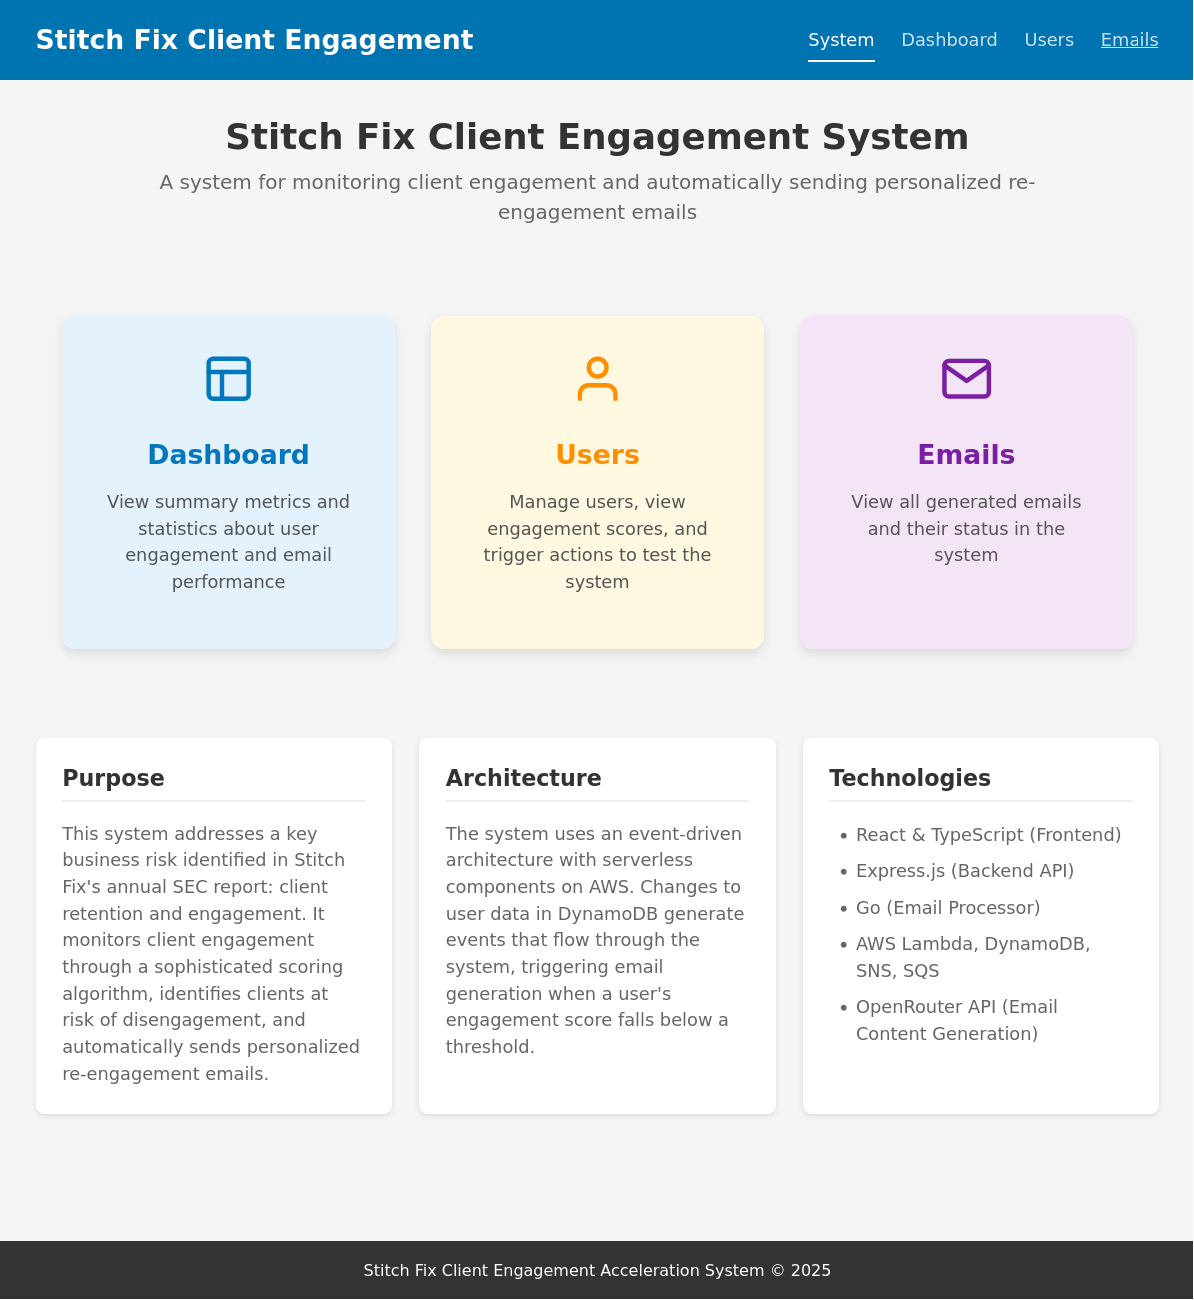 Stitch Fix Client Engagement
System Dashboard Users Emails
Stitch Fix Client Engagement System
A system for monitoring client engagement and automatically sending personalized re-
engagement emails
Dashboard
View summary metrics and
statistics about user
engagement and email
performance
Users
Manage users, view
engagement scores, and
trigger actions to test the
system
Emails
View all generated emails
and their status in the
system
Purpose
This system addresses a key
business risk identified in Stitch
Fix's annual SEC report: client
retention and engagement. It
monitors client engagement
through a sophisticated scoring
algorithm, identifies clients at
risk of disengagement, and
automatically sends personalized
re-engagement emails.
Architecture
The system uses an event-driven
architecture with serverless
components on AWS. Changes to
user data in DynamoDB generate
events that flow through the
system, triggering email
generation when a user's
engagement score falls below a
threshold.
Technologies
• React & TypeScript (Frontend)
• Express.js (Backend API)
• Go (Email Processor)
• AWS Lambda, DynamoDB,
SNS, SQS
• OpenRouter API (Email
Content Generation)
Stitch Fix Client Engagement Acceleration System © 2025